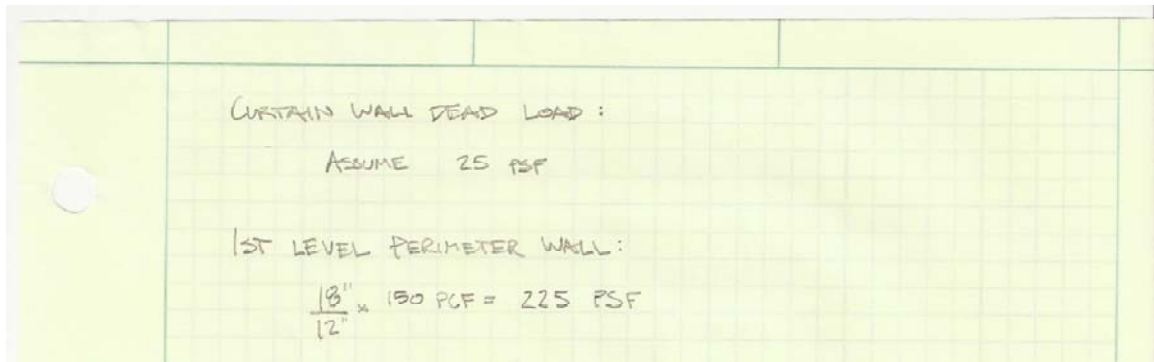 CURTAIN WALL DEAD LOAD:
ASSUME 25 PSF
1ST LEVEL PERIMETER WALL:
18"/12" × 150 PCF = 225 PSF